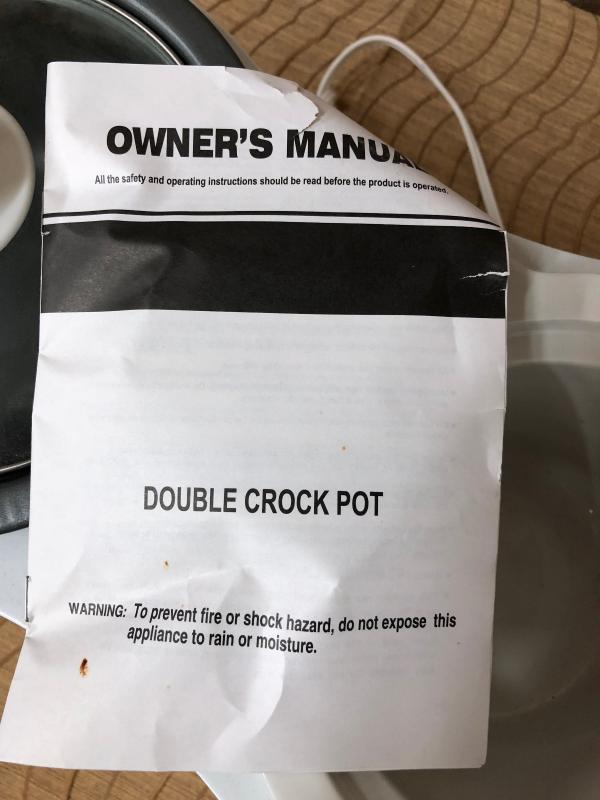 OWNER'S MANUA
All the safety and operating instructions should be read before the product is operated.
DOUBLE CROCK POT
WARNING: To prevent fire or shock hazard, do not expose this
appliance to rain or moisture.